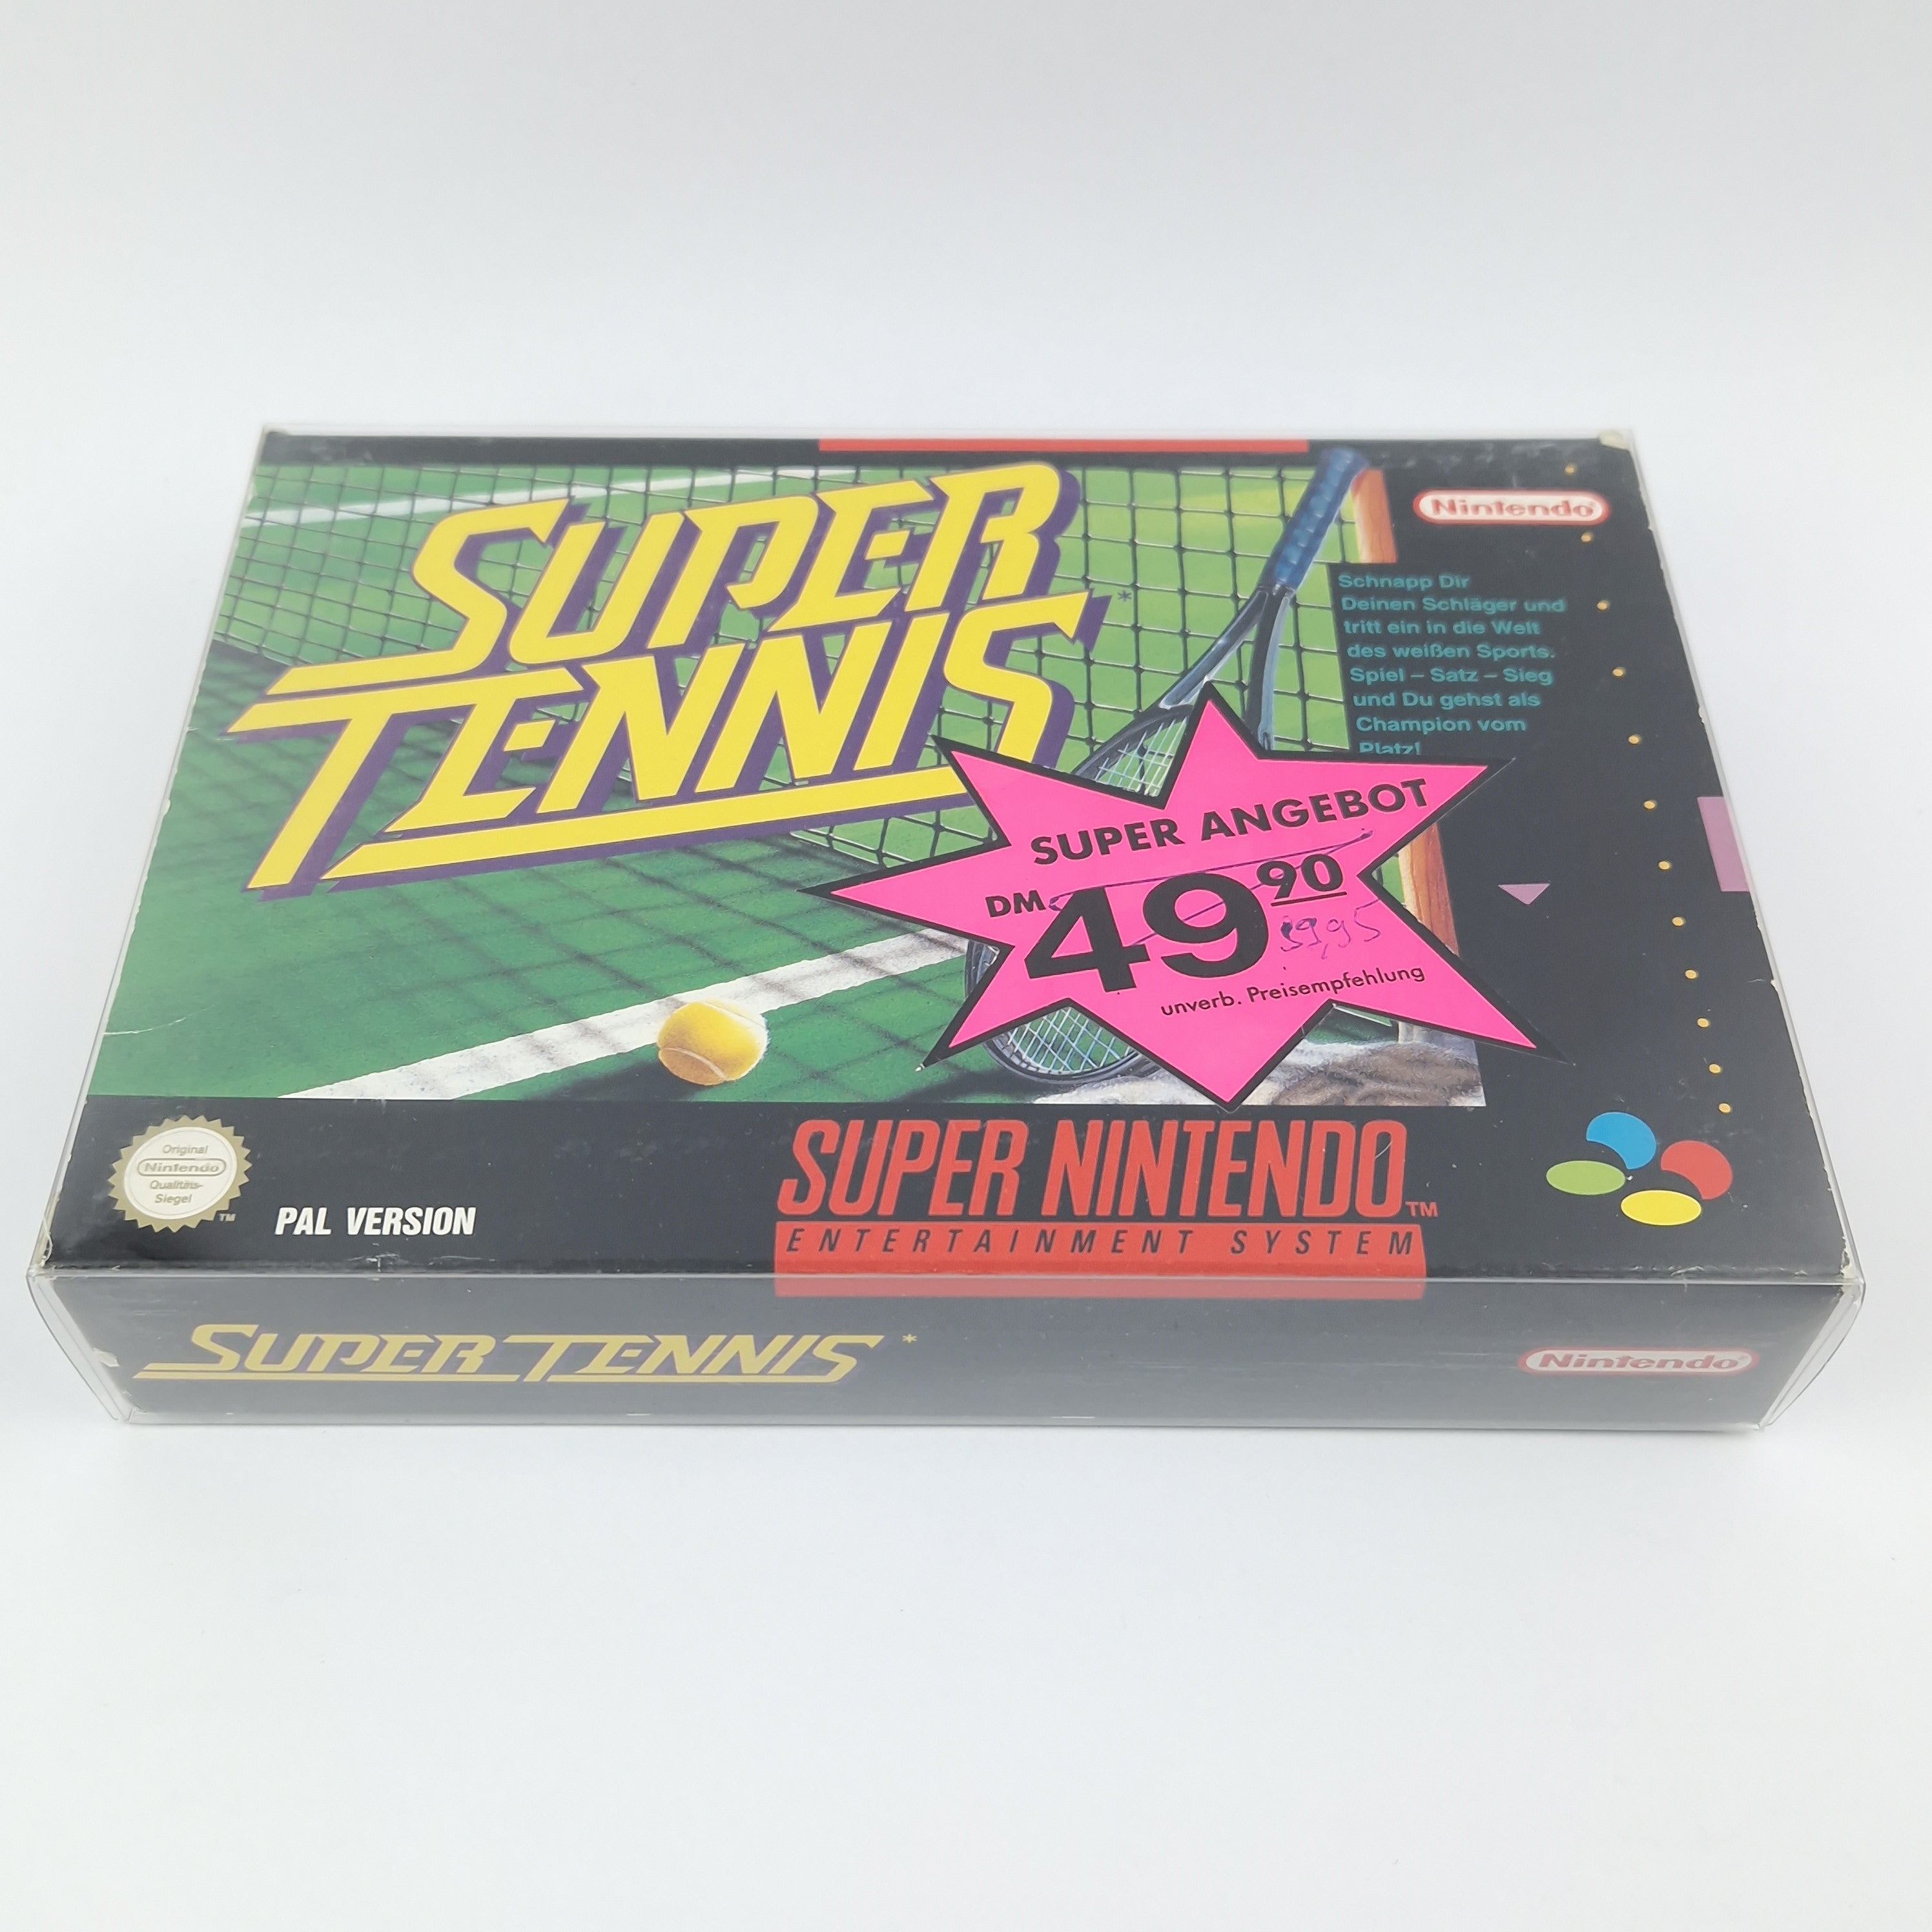 SUPER
TENNIS*
Nintendo®
Schnapp Dir
Deinen Schläger und
tritt ein in die Welt
des weißen Sports.
Spiel – Satz – Sieg
und Du gehst als
Champion vom
Platz!
SUPER ANGEBOT
DM 49 90
39,95
unverb. Preisempfehlung
Original
Nintendo
Qualitäts-
Siegel
TM
PAL VERSION
SUPER NINTENDO TM
ENTERTAINMENT SYSTEM
SUPER TENNIS*
Nintendo®